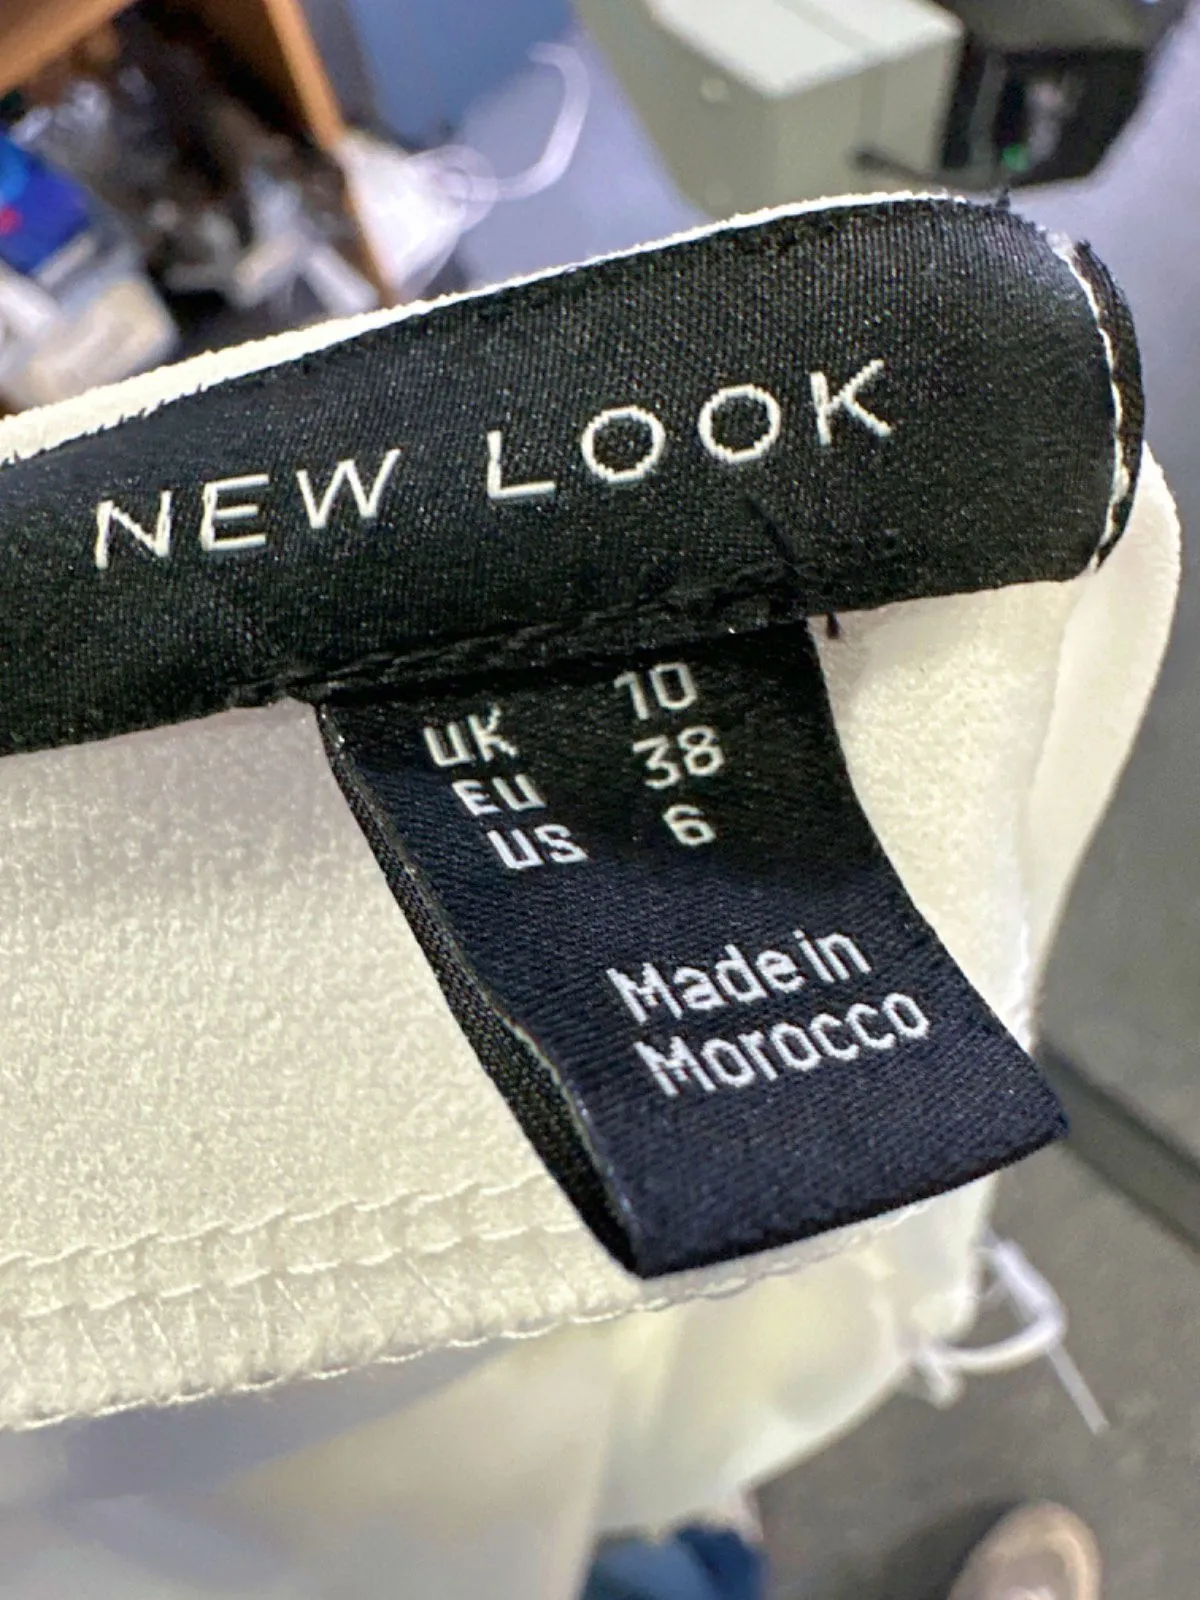 NEW LOOK
UK 10
EU 38
US 6
Made in
Morocco